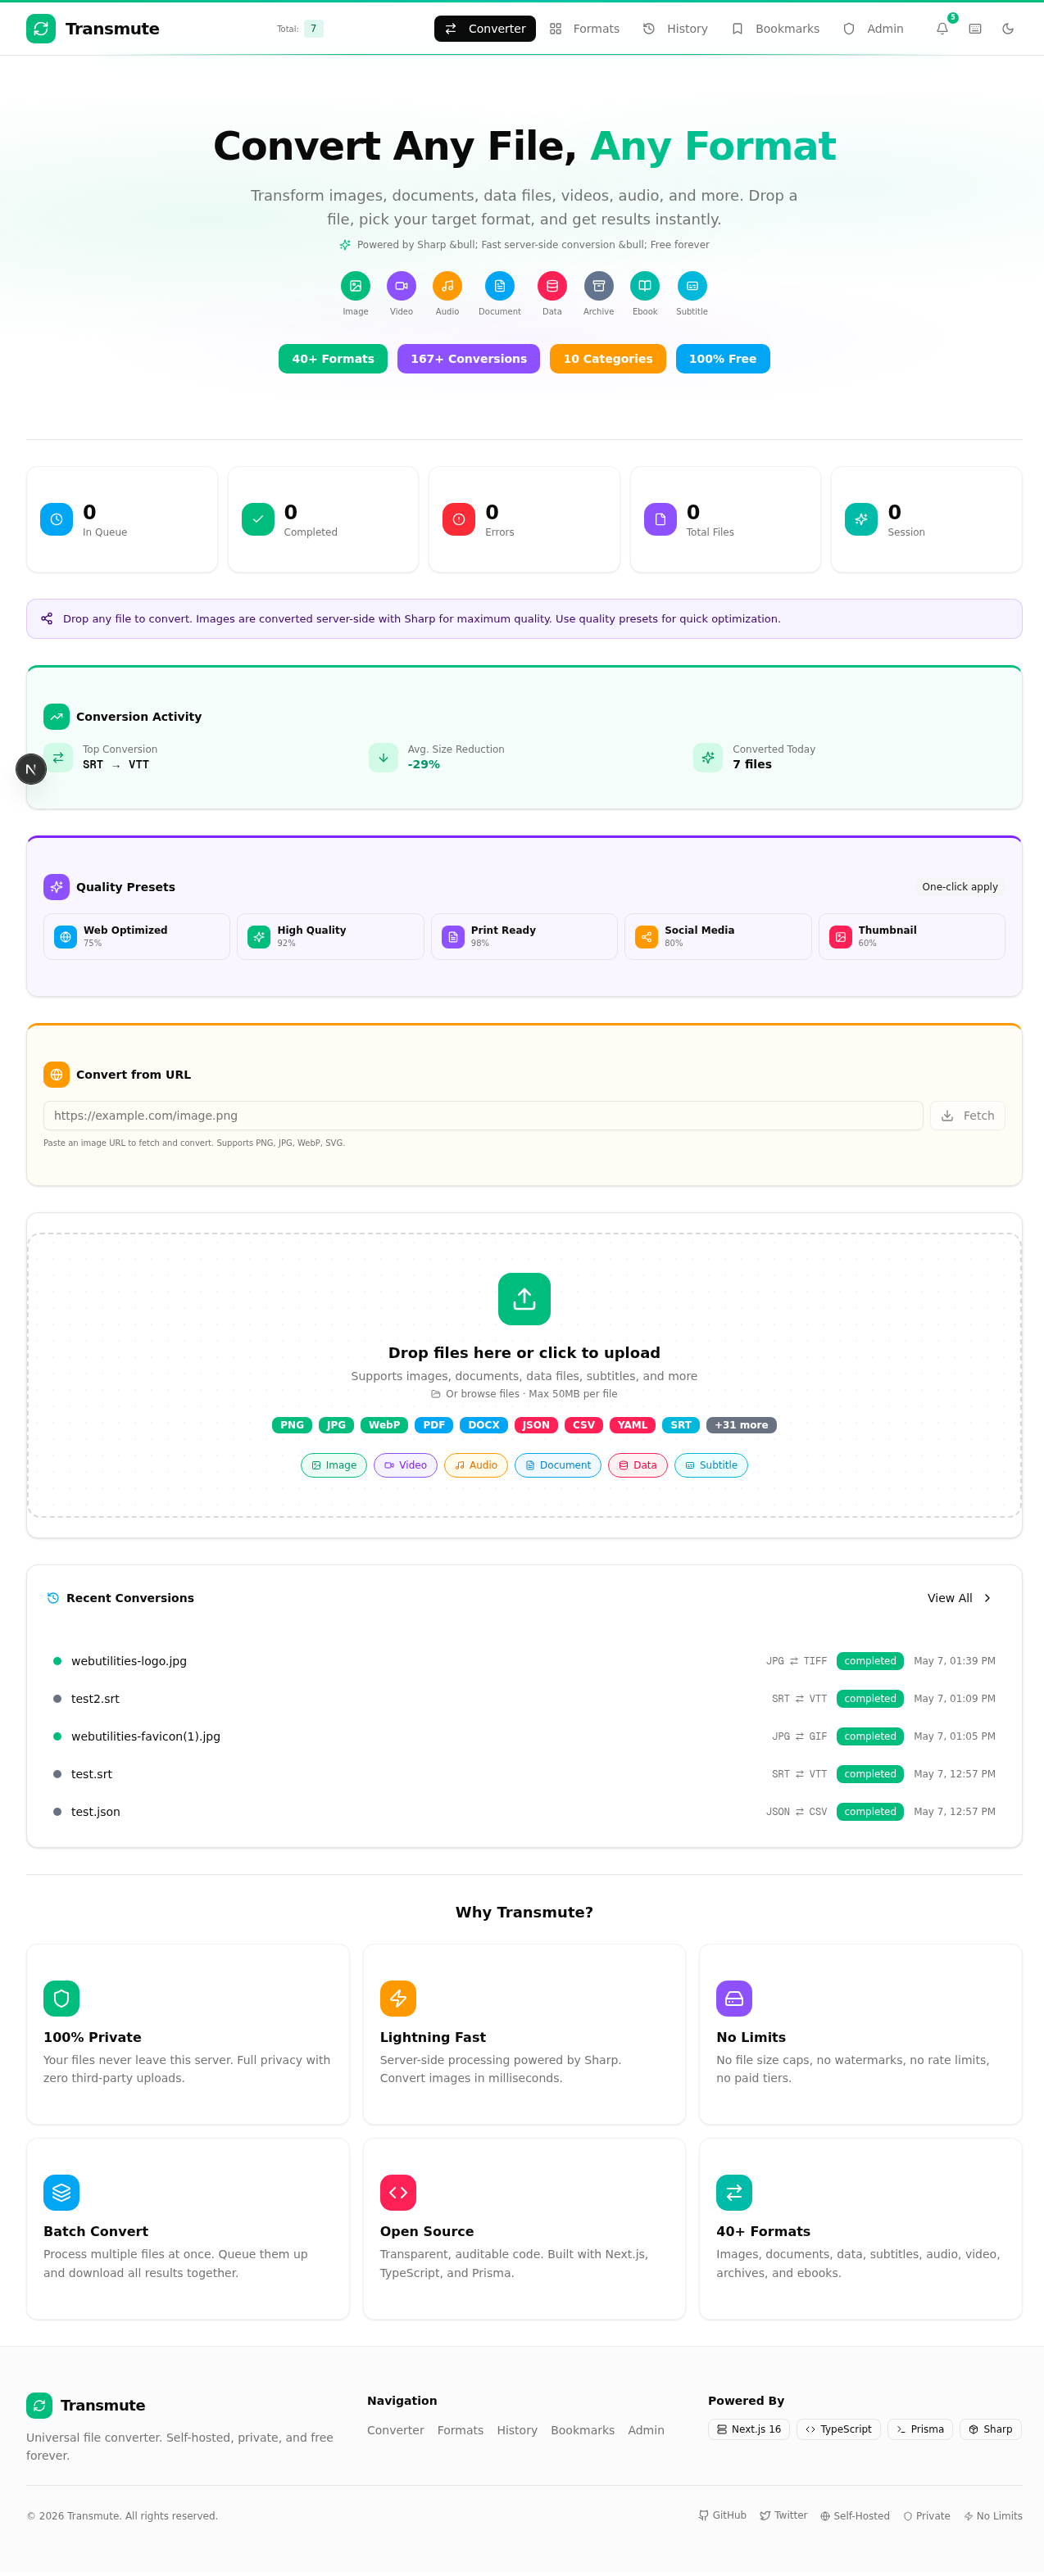 Transmute
Total: 7
Converter
Formats
History
Bookmarks
Admin
5
Convert Any File, Any Format
Transform images, documents, data files, videos, audio, and more. Drop a
file, pick your target format, and get results instantly.
Powered by Sharp &bull; Fast server-side conversion &bull; Free forever
Image
Video
Audio
Document
Data
Archive
Ebook
Subtitle
40+ Formats
167+ Conversions
10 Categories
100% Free
0
In Queue
0
Completed
0
Errors
0
Total Files
0
Session
Drop any file to convert. Images are converted server-side with Sharp for maximum quality. Use quality presets for quick optimization.
Conversion Activity
Top Conversion
SRT → VTT
Avg. Size Reduction
-29%
Converted Today
7 files
N
Quality Presets
One-click apply
Web Optimized
75%
High Quality
92%
Print Ready
98%
Social Media
80%
Thumbnail
60%
Convert from URL
https://example.com/image.png
Fetch
Paste an image URL to fetch and convert. Supports PNG, JPG, WebP, SVG.
Drop files here or click to upload
Supports images, documents, data files, subtitles, and more
Or browse files · Max 50MB per file
PNG JPG WebP PDF DOCX JSON CSV YAML SRT +31 more
Image Video Audio Document Data Subtitle
Recent Conversions
View All
webutilities-logo.jpg JPG ⇄ TIFF completed May 7, 01:39 PM
test2.srt SRT ⇄ VTT completed May 7, 01:09 PM
webutilities-favicon(1).jpg JPG ⇄ GIF completed May 7, 01:05 PM
test.srt SRT ⇄ VTT completed May 7, 12:57 PM
test.json JSON ⇄ CSV completed May 7, 12:57 PM
Why Transmute?
100% Private
Your files never leave this server. Full privacy with
zero third-party uploads.
Lightning Fast
Server-side processing powered by Sharp.
Convert images in milliseconds.
No Limits
No file size caps, no watermarks, no rate limits,
no paid tiers.
Batch Convert
Process multiple files at once. Queue them up
and download all results together.
Open Source
Transparent, auditable code. Built with Next.js,
TypeScript, and Prisma.
40+ Formats
Images, documents, data, subtitles, audio, video,
archives, and ebooks.
Transmute
Universal file converter. Self-hosted, private, and free
forever.
Navigation
Converter Formats History Bookmarks Admin
Powered By
Next.js 16 TypeScript Prisma Sharp
© 2026 Transmute. All rights reserved.
GitHub Twitter Self-Hosted Private No Limits